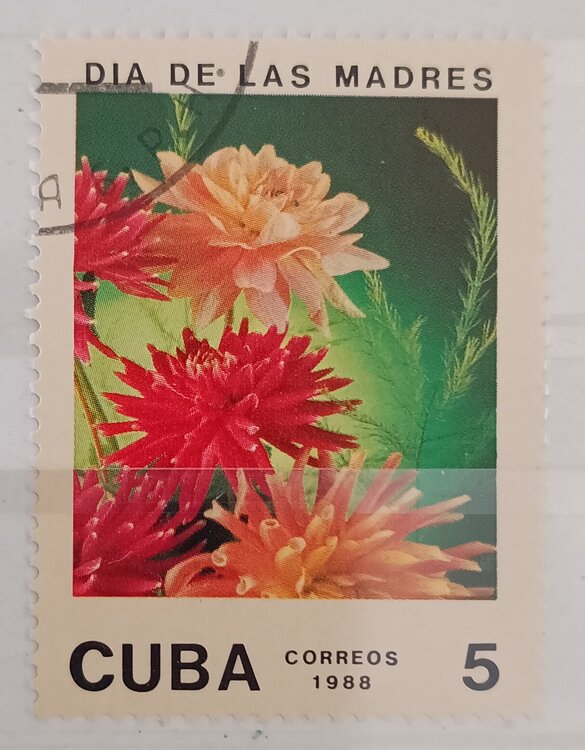 DIA DE LAS MADRES
CUBA
CORREOS
1988
5